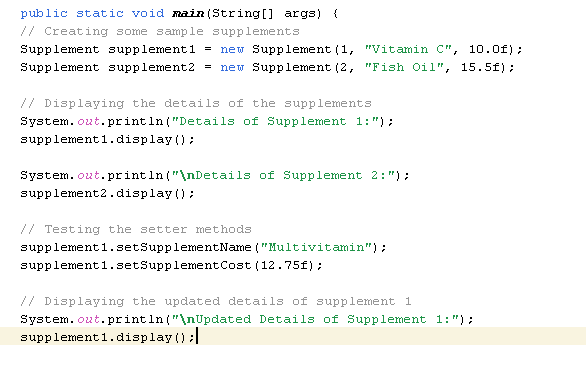 public static void main(String[] args) {
// Creating some sample supplements
Supplement supplement1 = new Supplement(1, "Vitamin C", 10.0f);
Supplement supplement2 = new Supplement(2, "Fish Oil", 15.5f);
// Displaying the details of the supplements
System.out.println("Details of Supplement 1:");
supplement1.display();
System.out.println("\nDetails of Supplement 2:");
supplement2.display();
// Testing the setter methods
supplement1.setSupplementName("Multivitamin");
supplement1.setSupplementCost(12.75f);
// Displaying the updated details of supplement 1
System.out.println("\nUpdated Details of Supplement 1:");
supplement1.display();